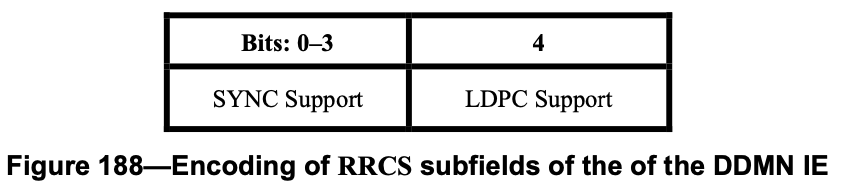 Bits: 0–3 4
SYNC Support LDPC Support
Figure 188—Encoding of RRCS subfields of the of the DDMN IE